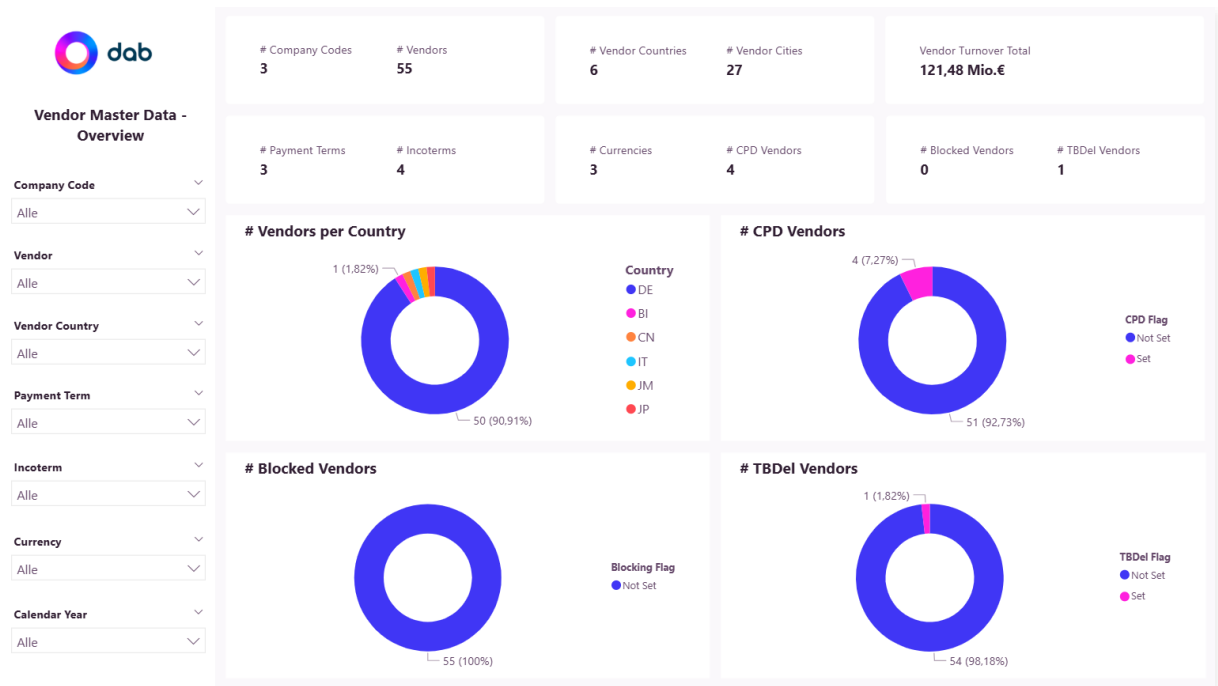 dab
Vendor Master Data -
Overview
Company Code
Alle
Vendor
Alle
Vendor Country
Alle
Payment Term
Alle
Incoterm
Alle
Currency
Alle
Calendar Year
Alle
# Company Codes
3
# Vendors
55
# Vendor Countries
6
# Vendor Cities
27
Vendor Turnover Total
121,48 Mio.€
# Payment Terms
3
# Incoterms
4
# Currencies
3
# CPD Vendors
4
# Blocked Vendors
0
# TBDel Vendors
1
# Vendors per Country
1 (1,82%)
50 (90,91%)
Country
DE
BI
CN
IT
JM
JP
# CPD Vendors
4 (7,27%)
51 (92,73%)
CPD Flag
Not Set
Set
# Blocked Vendors
55 (100%)
Blocking Flag
Not Set
# TBDel Vendors
1 (1,82%)
54 (98,18%)
TBDel Flag
Not Set
Set